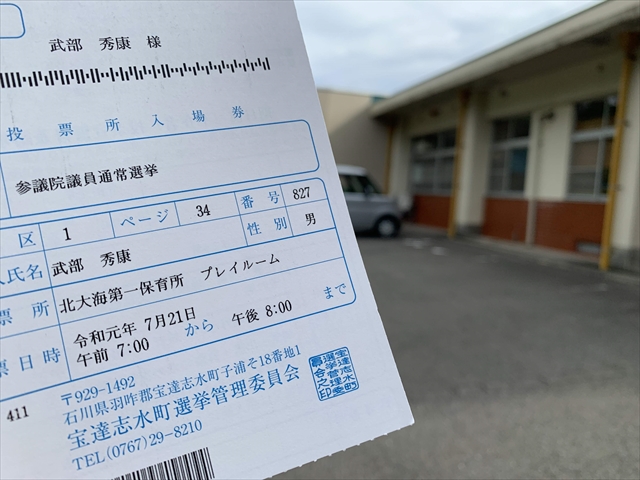 武部 秀康 様
投票所入場券
参議院議員通常選挙
区 1 ページ 34 番号 827
人氏名 武部 秀康 性別 男
票所 北大海第一保育所 プレイルーム
票日時 令和元年 7月21日
午前 7:00 から 午後 8:00 まで
411
〒929-1492
石川県羽咋郡宝達志水町子浦そ18番地1
宝達志水町選挙管理委員会
TEL(0767)29-8210